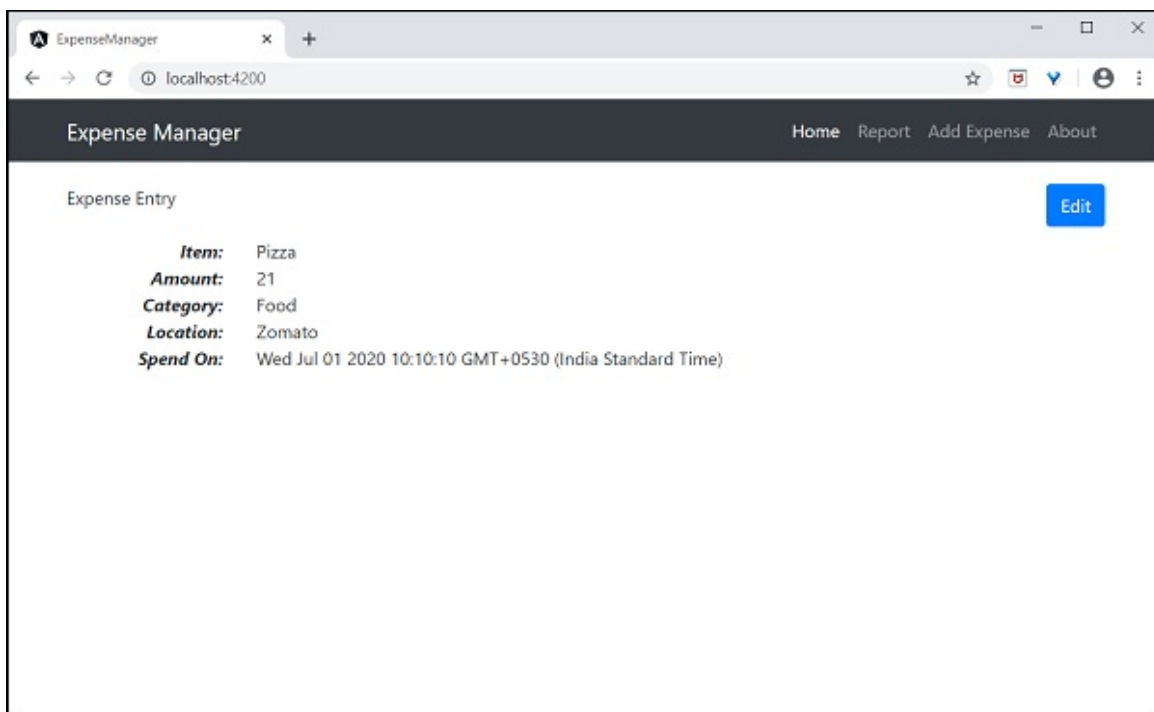 ExpenseManager
localhost:4200
Expense Manager Home Report Add Expense About
Expense Entry Edit
Item: Pizza
Amount: 21
Category: Food
Location: Zomato
Spend On: Wed Jul 01 2020 10:10:10 GMT+0530 (India Standard Time)